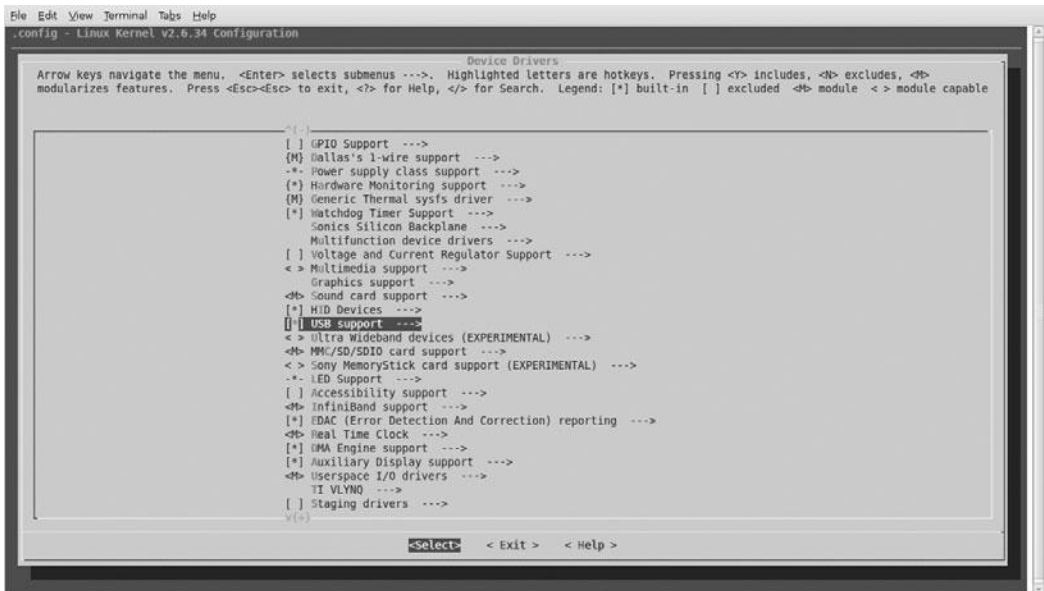 File Edit View Terminal Tabs Help
.config - Linux Kernel v2.6.34 Configuration
Device Drivers
Arrow keys navigate the menu. <Enter> selects submenus --->. Highlighted letters are hotkeys. Pressing <Y> includes, <N> excludes, <M>
modularizes features. Press <Esc><Esc> to exit, <?> for Help, </> for Search. Legend: [*] built-in [ ] excluded <M> module < > module capable
^(-)
[ ] GPIO Support --->
{M} Dallas's 1-wire support --->
-*- Power supply class support --->
{*} Hardware Monitoring support --->
{M} Generic Thermal sysfs driver --->
[*] Watchdog Timer Support --->
Sonics Silicon Backplane --->
Multifunction device drivers --->
[ ] Voltage and Current Regulator Support --->
< > Multimedia support --->
Graphics support --->
<M> Sound card support --->
[*] HID Devices --->
[*] USB support --->
< > Ultra Wideband devices (EXPERIMENTAL) --->
<M> MMC/SD/SDIO card support --->
< > Sony MemoryStick card support (EXPERIMENTAL) --->
-*- LED Support --->
[ ] Accessibility support --->
<M> InfiniBand support --->
[*] EDAC (Error Detection And Correction) reporting --->
<M> Real Time Clock --->
[*] DMA Engine support --->
[*] Auxiliary Display support --->
<M> Userspace I/O drivers --->
TI VLYNQ --->
[ ] Staging drivers --->
v(+)
<Select> < Exit > < Help >